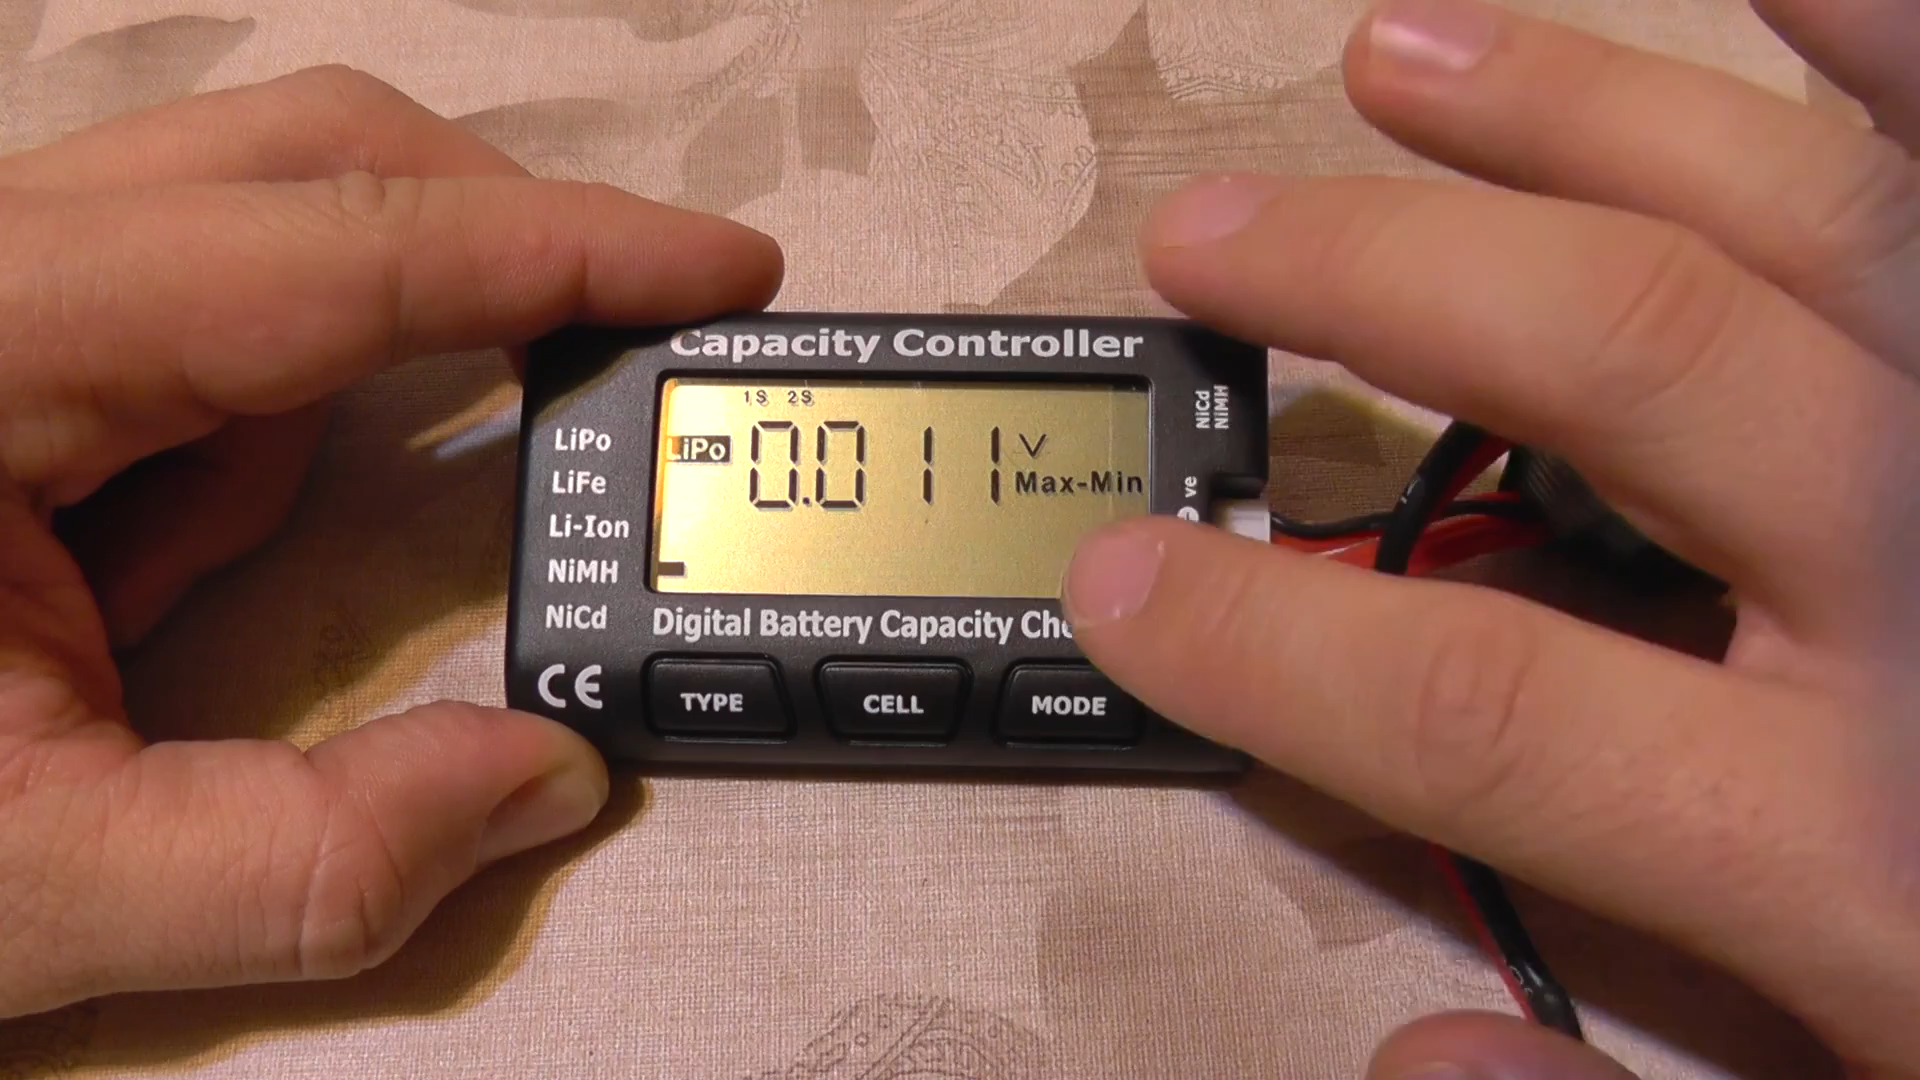 Capacity Controller
1S 2S
LiPo 0.011 V
Max-Min
LiPo
LiFe
Li-Ion
NiMH
NiCd
NiCd
NiMH
ve
Digital Battery Capacity
CE
TYPE CELL MODE